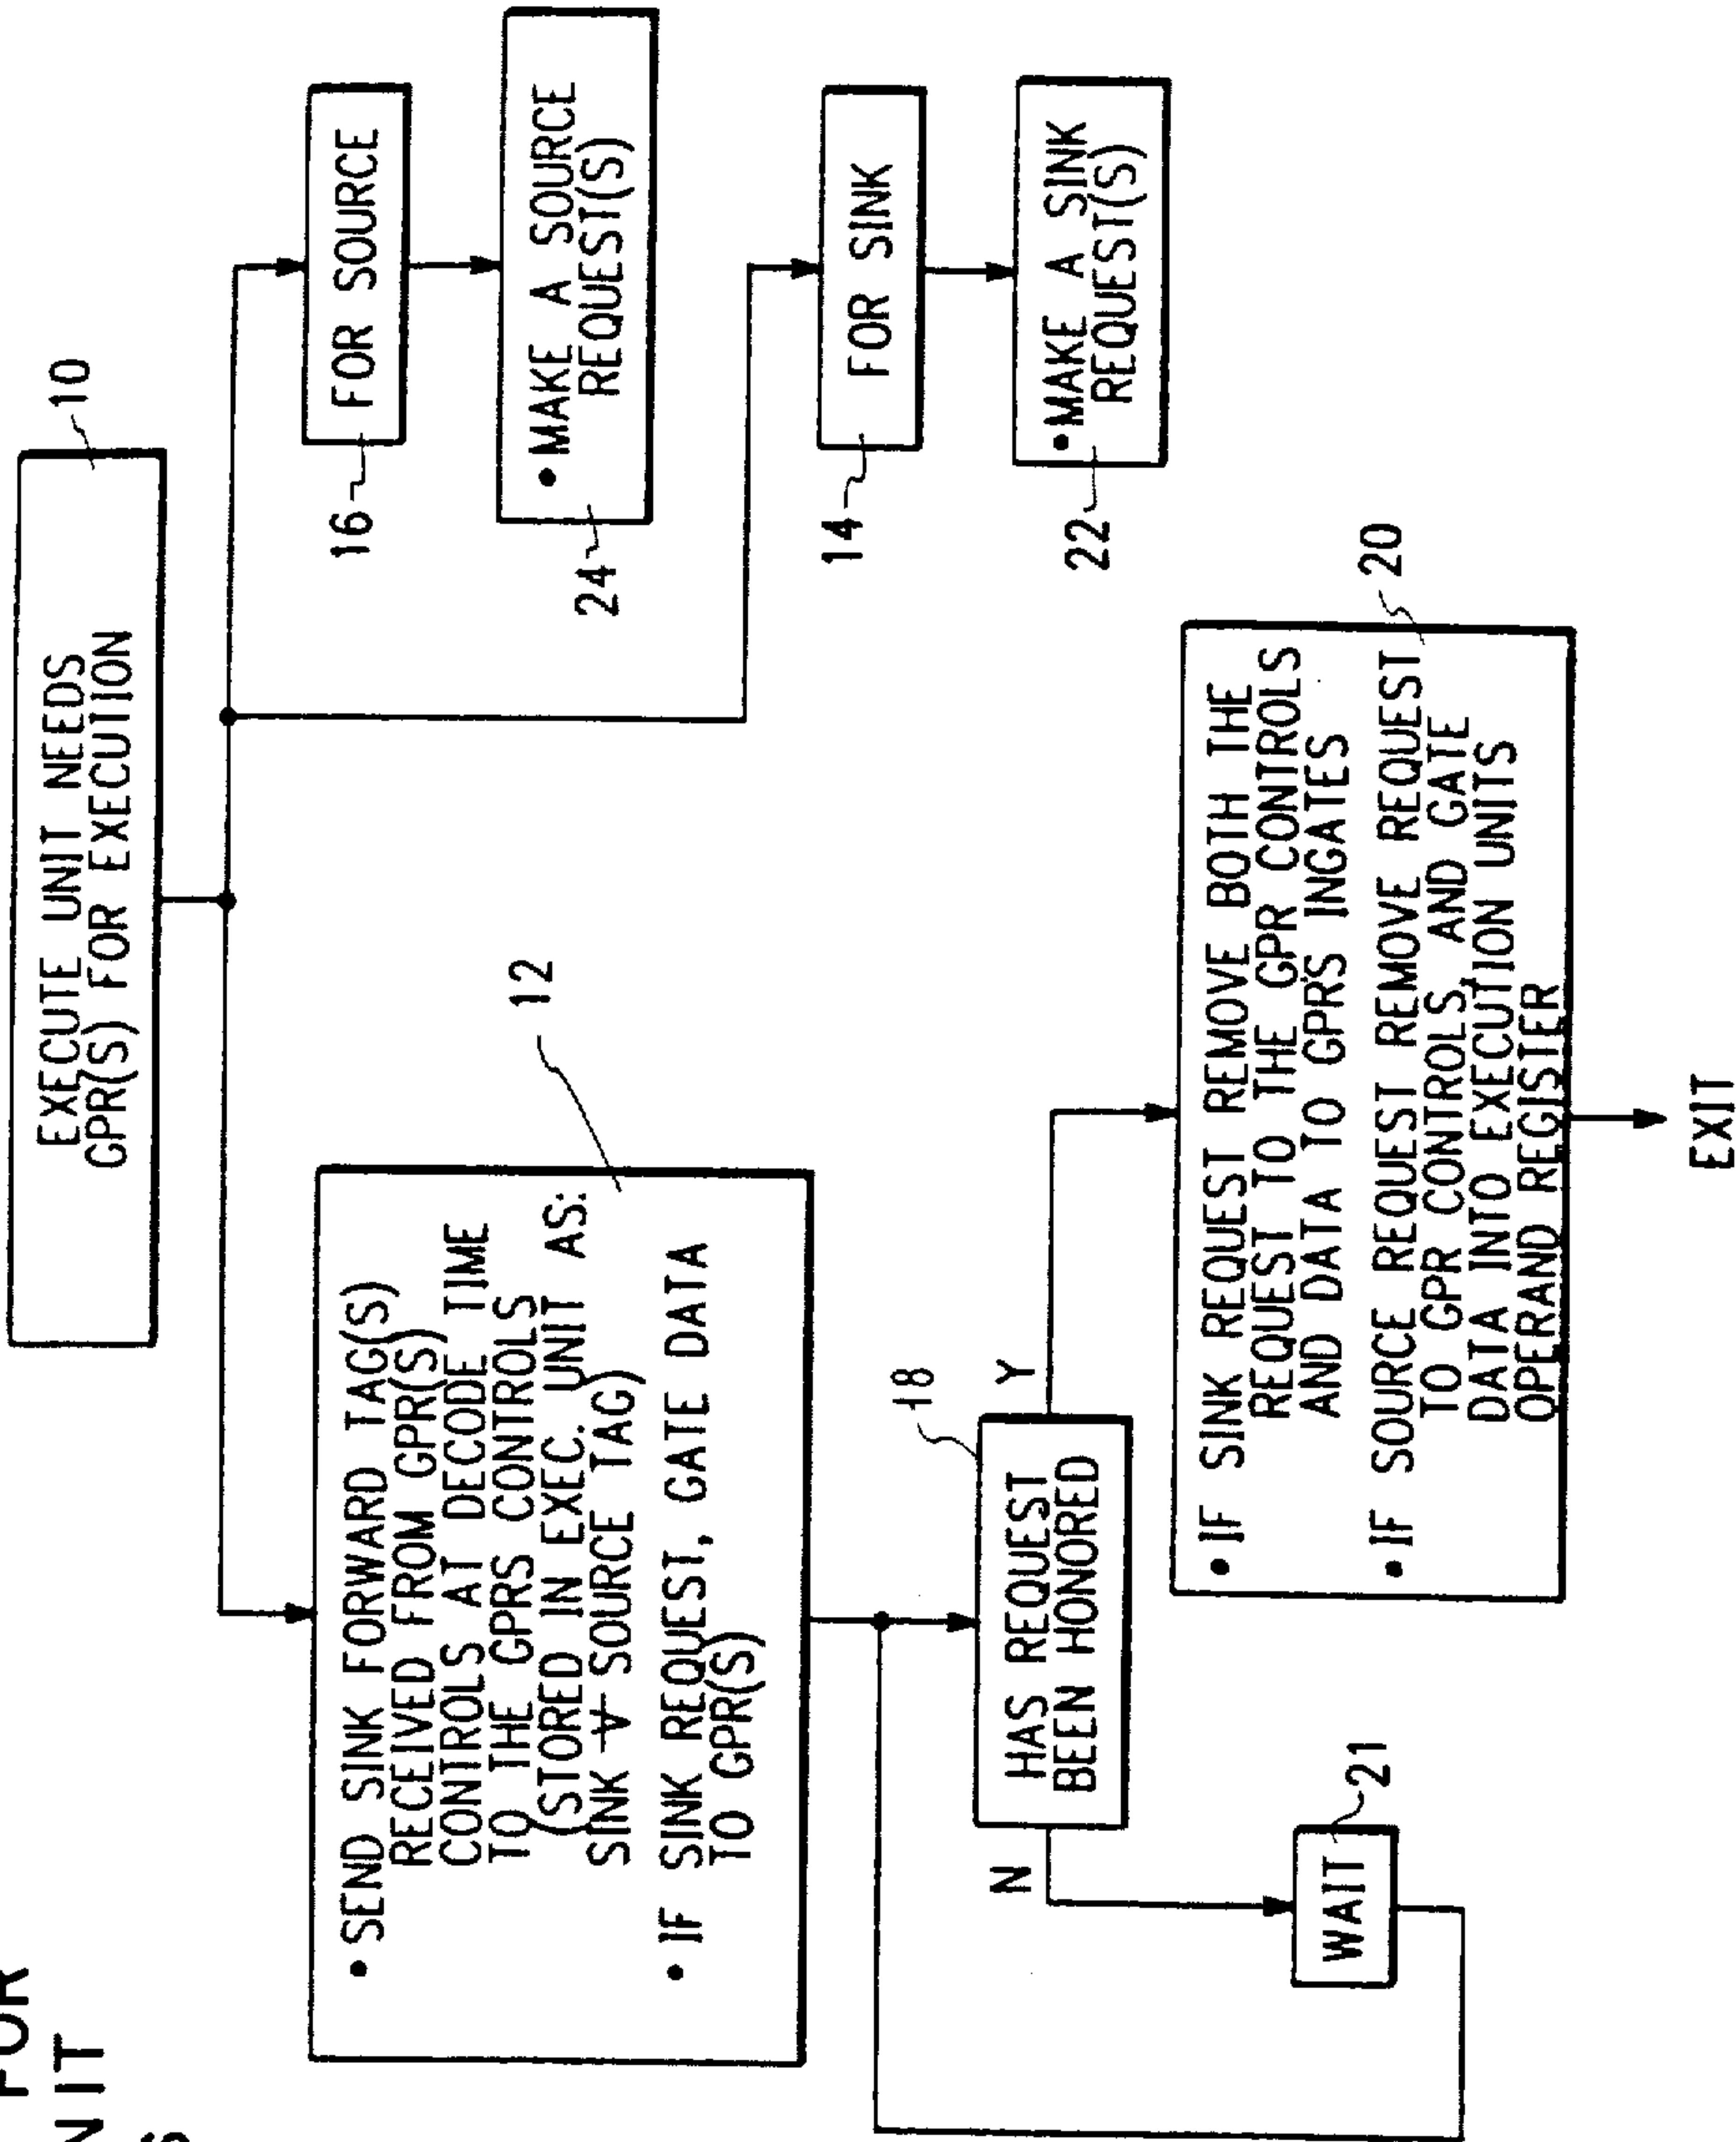 FOR
NIT
S
EXECUTE UNIT NEEDS
GPR(S) FOR EXECUTION
10
• SEND SINK FORWARD TAG(S)
RECEIVED FROM GPR(S)
CONTROLS AT DECODE TIME
TO THE GPRS CONTROLS
(STORED IN EXEC. UNIT AS:
SINK ⩝ SOURCE TAG)
• IF SINK REQUEST, GATE DATA
TO GPR(S)
12
FOR SOURCE
16
• MAKE A SOURCE
REQUEST(S)
24
FOR SINK
14
• MAKE A SINK
REQUEST(S)
22
HAS REQUEST
BEEN HONORED
18
Y
N
WAIT
21
• IF SINK REQUEST REMOVE BOTH THE
REQUEST TO THE GPR CONTROLS
AND DATA TO GPR'S INGATES
• IF SOURCE REQUEST REMOVE REQUEST
TO GPR CONTROLS, AND GATE
DATA INTO EXECUTION UNITS
OPERAND REGISTER
20
EXIT